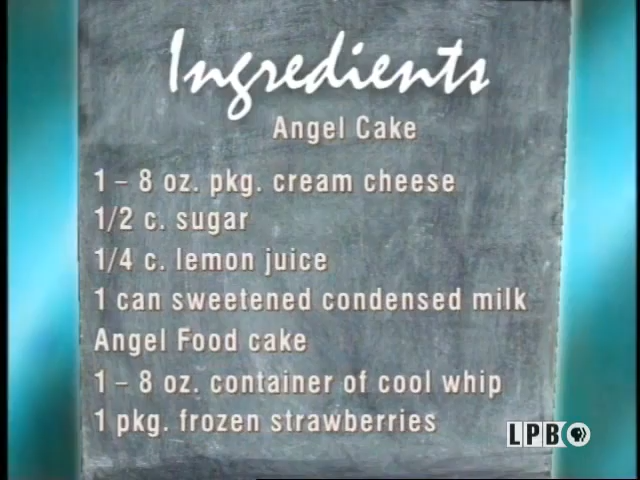 Ingredients
Angel Cake
1 – 8 oz. pkg. cream cheese
1/2 c. sugar
1/4 c. lemon juice
1 can sweetened condensed milk
Angel Food cake
1 – 8 oz. container of cool whip
1 pkg. frozen strawberries
LPB